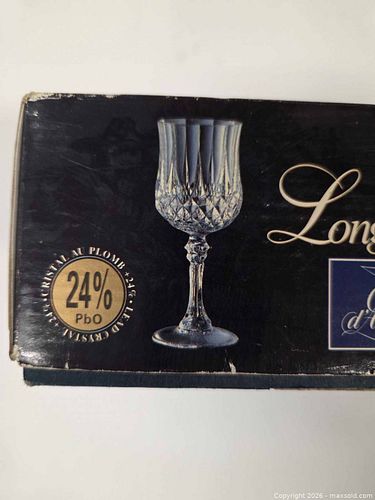 Long
24%
PbO
CRISTAL AU PLOMB +24% • LEAD CRYSTAL +24% •
d'A
Copyright 2026 - maxsold.com